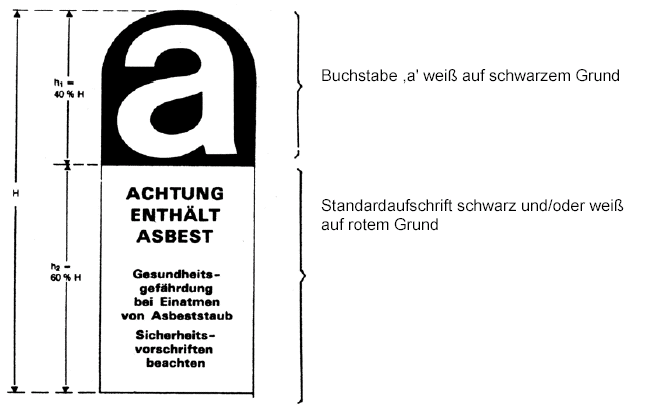 a
h₁ =
40 % H
Buchstabe ‚a' weiß auf schwarzem Grund
H
ACHTUNG
ENTHÄLT
ASBEST
Standardaufschrift schwarz und/oder weiß
auf rotem Grund
h₂ =
60 % H
Gesundheits-
gefährdung
bei Einatmen
von Asbeststaub
Sicherheits-
vorschriften
beachten